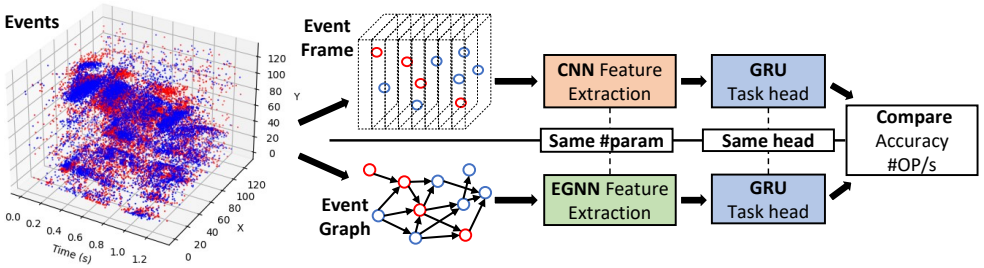 Events
120
100
80
60
40
20
0
Y
0.0
0.2
0.4
0.6
0.8
1.0
1.2
Time (s)
0
20
40
60
80
100
120
X
Event
Frame
CNN Feature
Extraction
GRU
Task head
Same #param
Same head
Compare
Accuracy
#OP/s
Event
Graph
EGNN Feature
Extraction
GRU
Task head